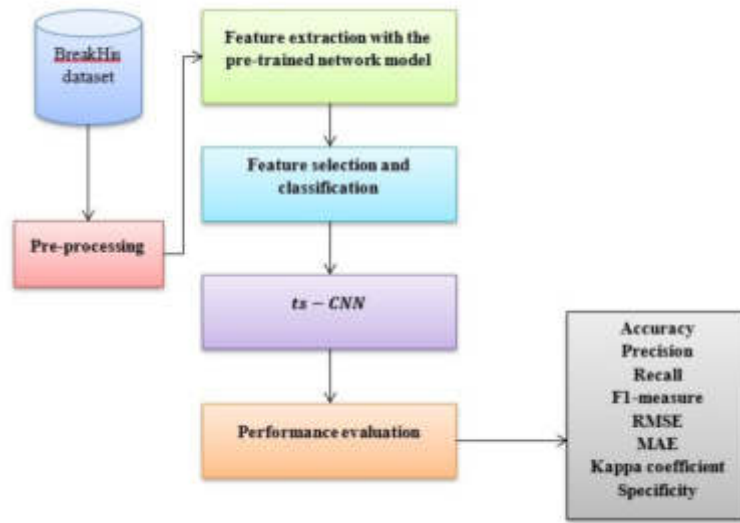 BreakHis
dataset
Feature extraction with the
pre-trained network model
Feature selection and
classification
Pre-processing
ts − CNN
Performance evaluation
Accuracy
Precision
Recall
F1-measure
RMSE
MAE
Kappa coefficient
Specificity